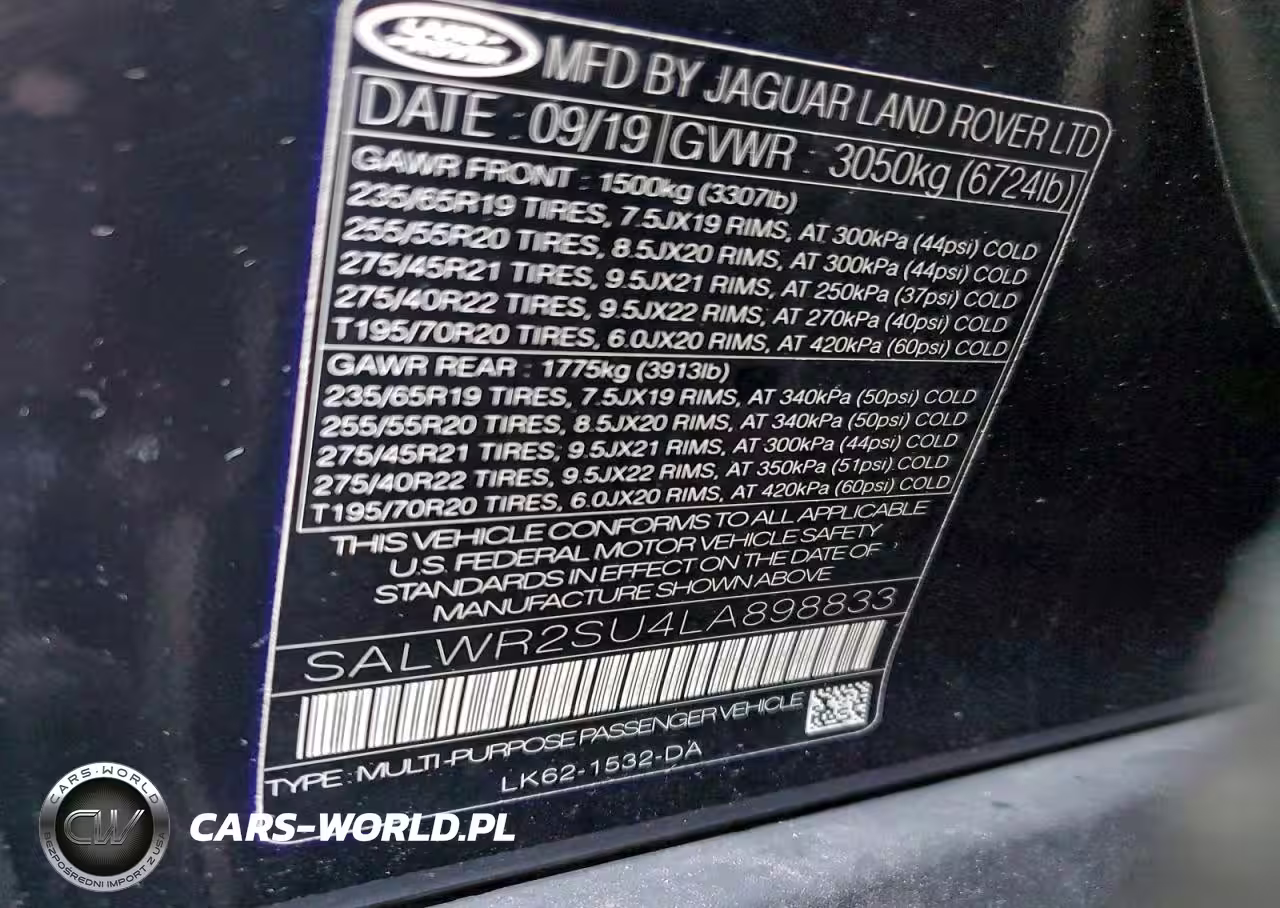 LAND ROVER
MFD BY JAGUAR LAND ROVER LTD
DATE : 09/19 GVWR : 3050kg (6724lb)
GAWR FRONT : 1500kg (3307lb)
235/65R19 TIRES, 7.5JX19 RIMS, AT 300kPa (44psi) COLD
255/55R20 TIRES, 8.5JX20 RIMS, AT 300kPa (44psi) COLD
275/45R21 TIRES, 9.5JX21 RIMS, AT 250kPa (37psi) COLD
275/40R22 TIRES, 9.5JX22 RIMS, AT 270kPa (40psi) COLD
T195/70R20 TIRES, 6.0JX20 RIMS, AT 420kPa (60psi) COLD
GAWR REAR : 1775kg (3913lb)
235/65R19 TIRES, 7.5JX19 RIMS, AT 340kPa (50psi) COLD
255/55R20 TIRES, 8.5JX20 RIMS, AT 340kPa (50psi) COLD
275/45R21 TIRES, 9.5JX21 RIMS, AT 300kPa (44psi) COLD
275/40R22 TIRES, 9.5JX22 RIMS, AT 350kPa (51psi) COLD
T195/70R20 TIRES, 6.0JX20 RIMS, AT 420kPa (60psi) COLD
THIS VEHICLE CONFORMS TO ALL APPLICABLE
U.S. FEDERAL MOTOR VEHICLE SAFETY
STANDARDS IN EFFECT ON THE DATE OF
MANUFACTURE SHOWN ABOVE
SALWR2SU4LA898833
TYPE : MULTI-PURPOSE PASSENGER VEHICLE
LK62-1532-DA
CARS-WORLD
CW
BEZPOŚREDNI IMPORT Z USA
CARS-WORLD.PL